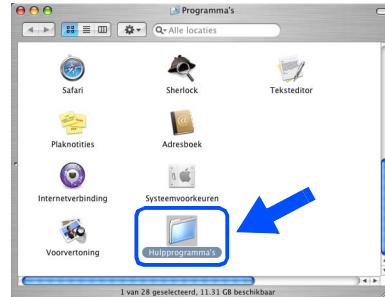 Programma's
Alle locaties
Safari
Sherlock
Teksteditor
Plaknotities
Adresboek
Internetverbinding
Systeemvoorkeuren
Voorvertoning
Hulpprogramma's
1 van 28 geselecteerd, 11.31 GB beschikbaar